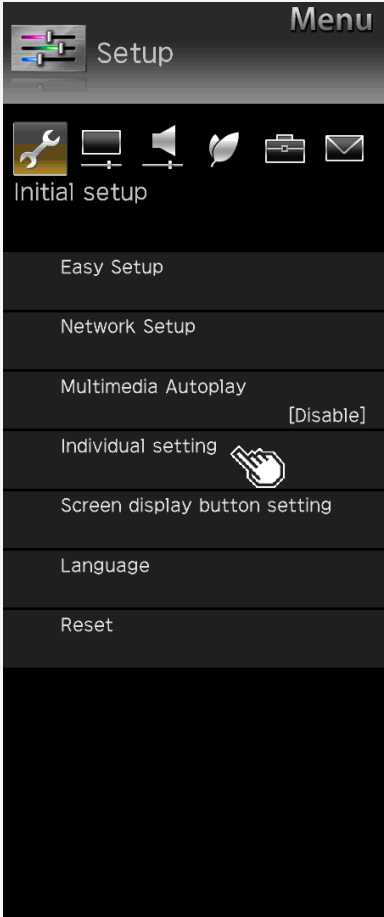 Menu
Setup
Initial setup
Easy Setup
Network Setup
Multimedia Autoplay
[Disable]
Individual setting
Screen display button setting
Language
Reset